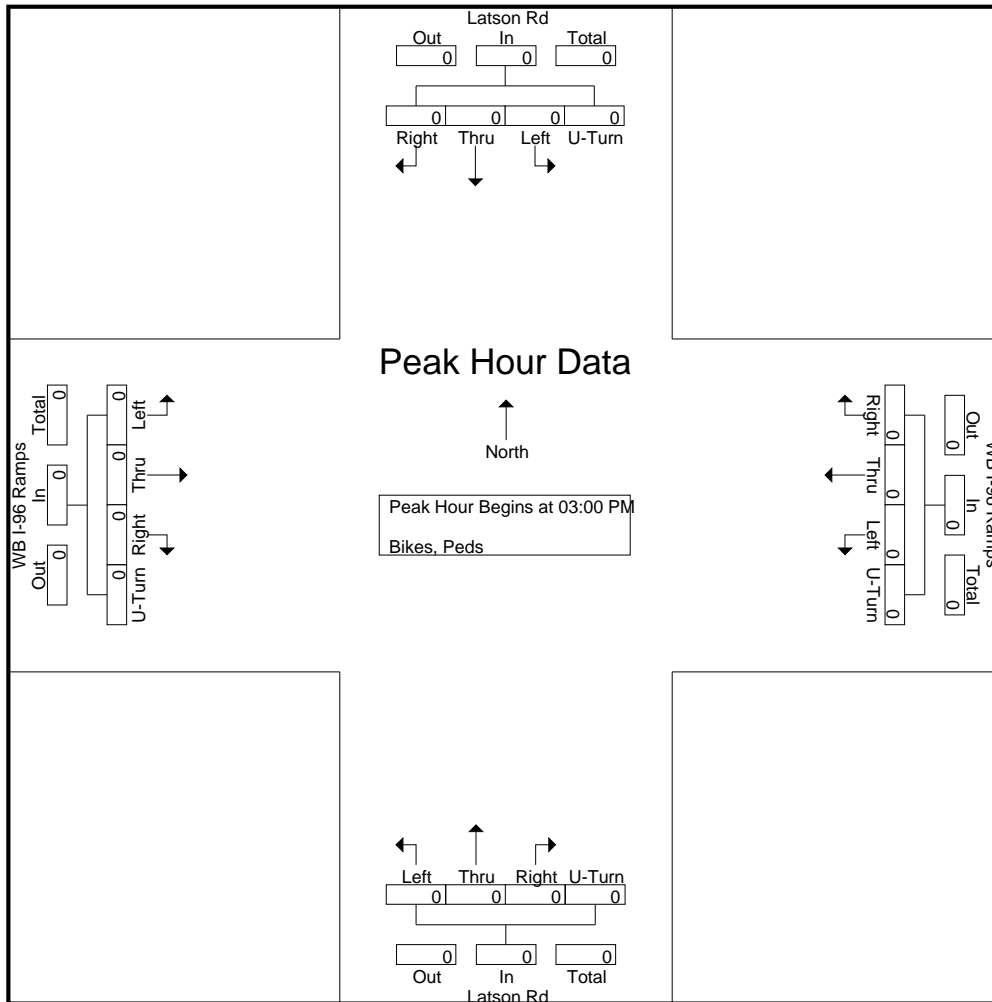 Latson Rd
Out In Total
0 0 0
0 0 0 0
Right Thru Left U-Turn
Peak Hour Data
North
Peak Hour Begins at 03:00 PM
Bikes, Peds
WB I-96 Ramps
Total In Out
0 0 0
0 0 0 0
Left Thru Right U-Turn
Right Thru Left U-Turn
0 0 0 0
0 0 0
Out In Total
WB I-96 Ramps
Left Thru Right U-Turn
0 0 0 0
0 0 0
Out In Total
Latson Rd